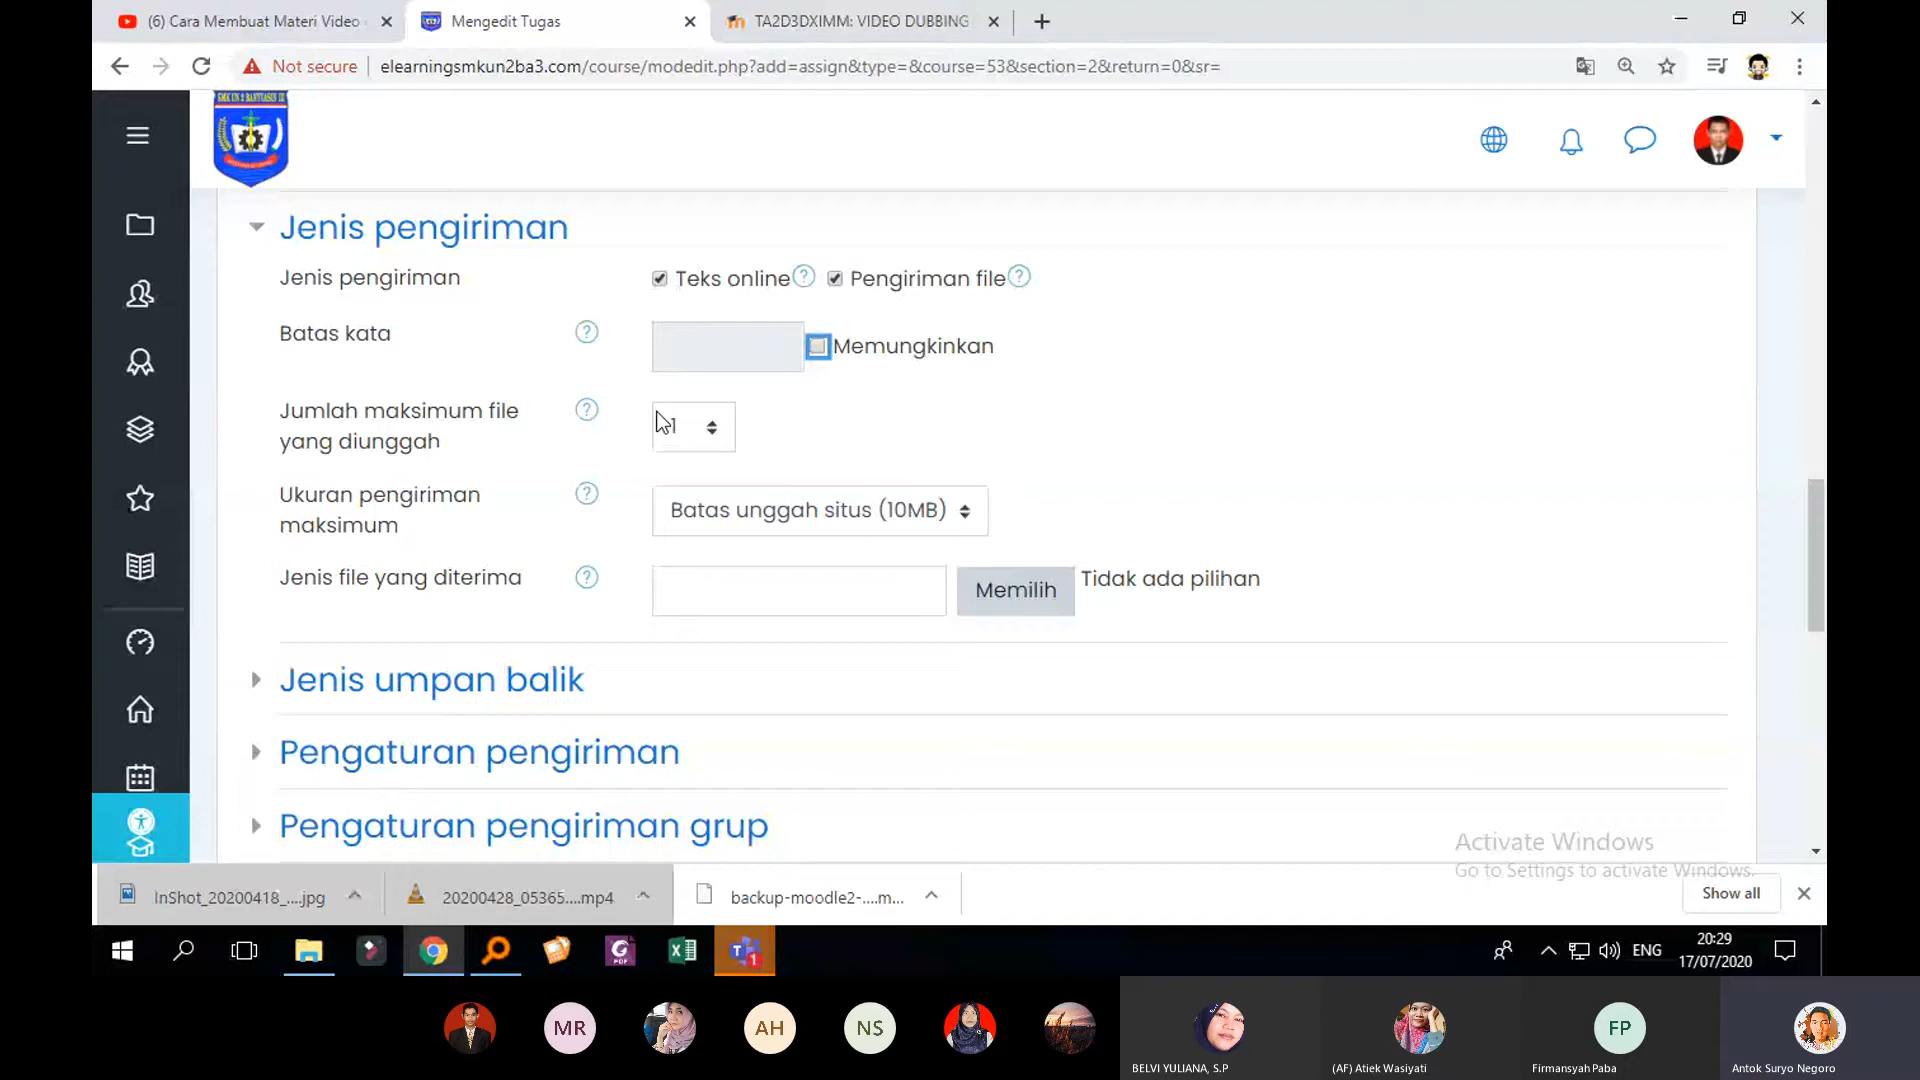 (6) Cara Membuat Materi Video
Mengedit Tugas
TA2D3DXIMM: VIDEO DUBBING
Not secure
elearningsmkun2ba3.com/course/modedit.php?add=assign&type=&course=53&section=2&return=0&sr=
Jenis pengiriman
Jenis pengiriman
Teks online
Pengiriman file
Batas kata
Memungkinkan
Jumlah maksimum file
yang diunggah
1
Ukuran pengiriman
maksimum
Batas unggah situs (10MB)
Jenis file yang diterima
Memilih
Tidak ada pilihan
Jenis umpan balik
Pengaturan pengiriman
Pengaturan pengiriman grup
Activate Windows
Go to Settings to activate Windows.
InShot_20200418_....jpg
20200428_05365....mp4
backup-moodle2-....m...
Show all
ENG
20:29
17/07/2020
MR
AH
NS
FP
BELVI YULIANA, S.P
(AF) Atiek Wasiyati
Firmansyah Paba
Antok Suryo Negoro